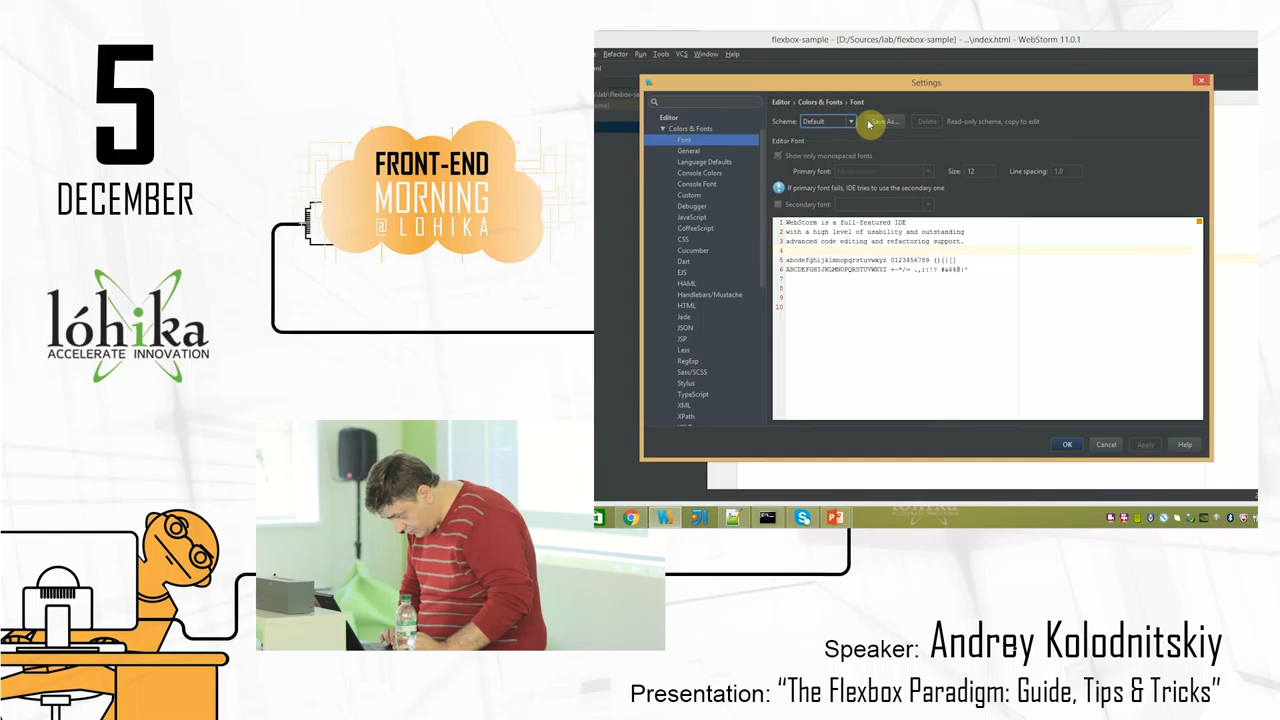 5
DECEMBER
lóhika
ACCELERATE INNOVATION
FRONT-END
MORNING
@ LOHIKA
flexbox-sample - [D:/Sources/lab/flexbox-sample] - ...\index.html - WebStorm 11.0.1
Refactor Run Tools VCS Window Help
Settings
Editor
Colors & Fonts
Font
General
Language Defaults
Console Colors
Console Font
Custom
Debugger
JavaScript
CoffeeScript
CSS
Cucumber
Dart
EJS
HAML
Handlebars/Mustache
HTML
Jade
JSON
JSP
Less
RegExp
Sass/SCSS
Stylus
TypeScript
XML
XPath
Editor › Colors & Fonts › Font
Scheme: Default Save As... Delete Read-only scheme, copy to edit
Editor Font
Show only monospaced fonts
Primary font: Size: 12 Line spacing: 1.0
If primary font fails, IDE tries to use the secondary one
Secondary font:
1 WebStorm is a full-featured IDE
2 with a high level of usability and outstanding
3 advanced code editing and refactoring support.
4
5 abcdefghijklmnopqrstuvwxyz 0123456789 (){}[]
6 ABCDEFGHIJKLMNOPQRSTUVWXYZ
7
8
9
10
OK Cancel Apply Help
Speaker: Andrey Kolodnitskiy
Presentation: “The Flexbox Paradigm: Guide, Tips & Tricks”